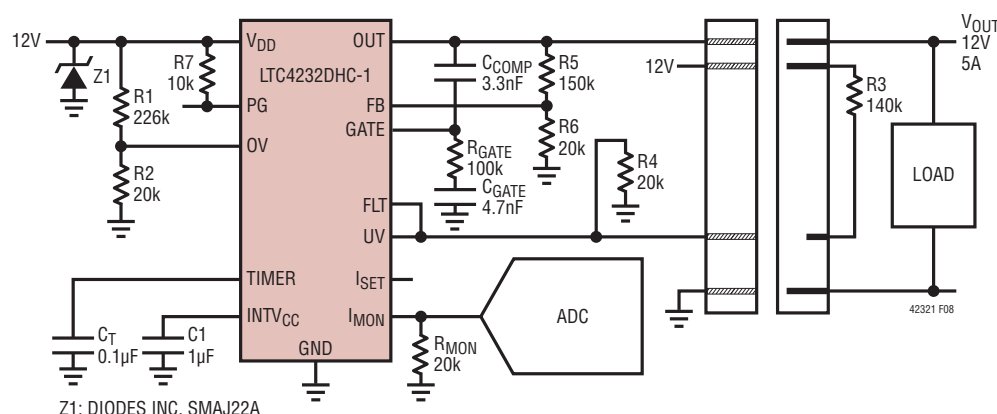 12V
Z1
R1
226k
R2
20k
R7
10k
VDD
PG
OV
TIMER
INTVCC
GND
LTC4232DHC-1
OUT
FB
GATE
FLT
UV
ISET
IMON
CT
0.1µF
C1
1µF
CCOMP
3.3nF
R5
150k
R6
20k
RGATE
100k
CGATE
4.7nF
R4
20k
RMON
20k
ADC
12V
R3
140k
VOUT
12V
5A
LOAD
42321 F08
Z1: DIODES INC. SMAJ22A